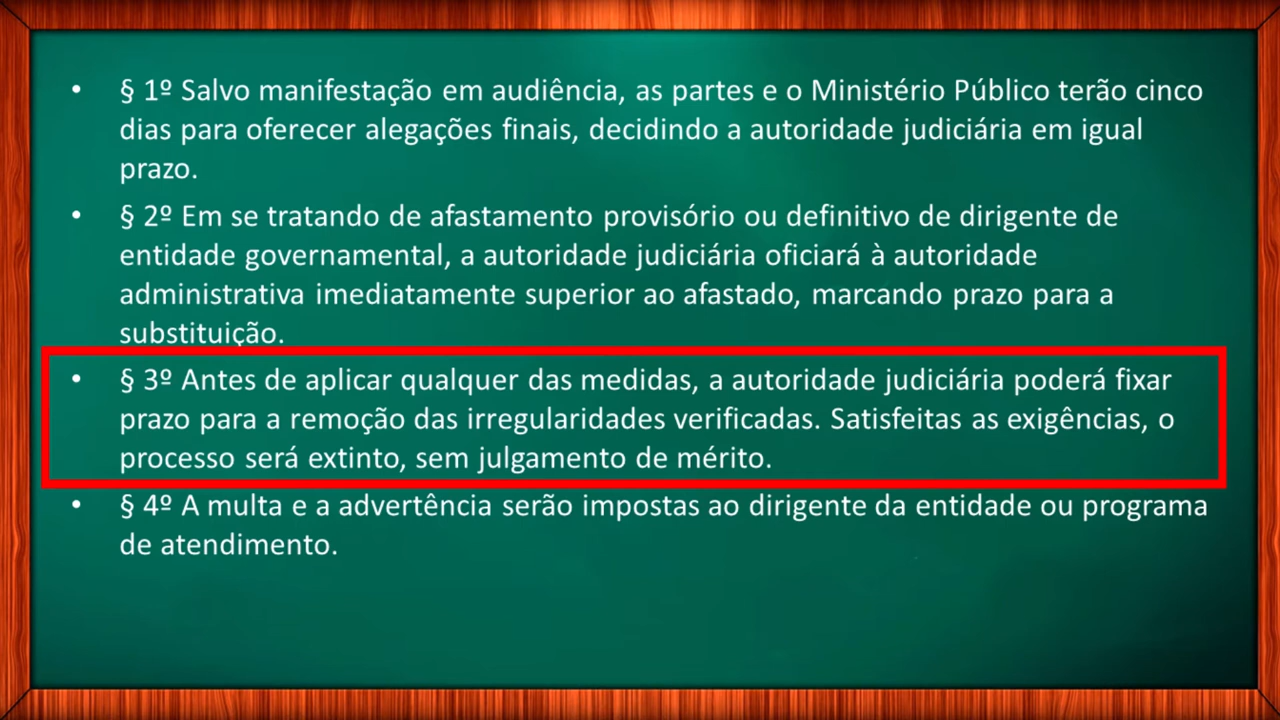 • § 1º Salvo manifestação em audiência, as partes e o Ministério Público terão cinco
dias para oferecer alegações finais, decidindo a autoridade judiciária em igual
prazo.
• § 2º Em se tratando de afastamento provisório ou definitivo de dirigente de
entidade governamental, a autoridade judiciária oficiará à autoridade
administrativa imediatamente superior ao afastado, marcando prazo para a
substituição.
• § 3º Antes de aplicar qualquer das medidas, a autoridade judiciária poderá fixar
prazo para a remoção das irregularidades verificadas. Satisfeitas as exigências, o
processo será extinto, sem julgamento de mérito.
• § 4º A multa e a advertência serão impostas ao dirigente da entidade ou programa
de atendimento.